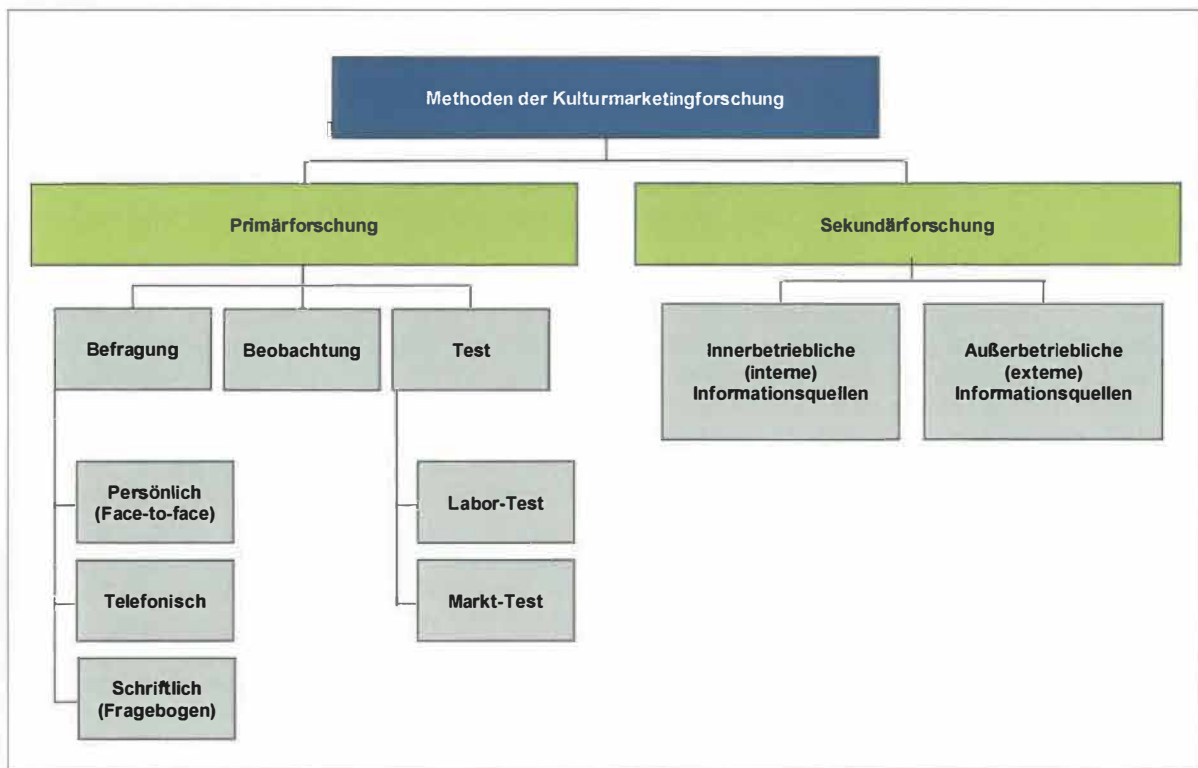 Methoden der Kulturmarketingforschung
Primärforschung
Sekundärforschung
Befragung
Beobachtung
Test
Innerbetriebliche
(interne)
Informationsquellen
Außerbetriebliche
(externe)
Informationsquellen
Persönlich
(Face-to-face)
Labor-Test
Telefonisch
Markt-Test
Schriftlich
(Fragebogen)